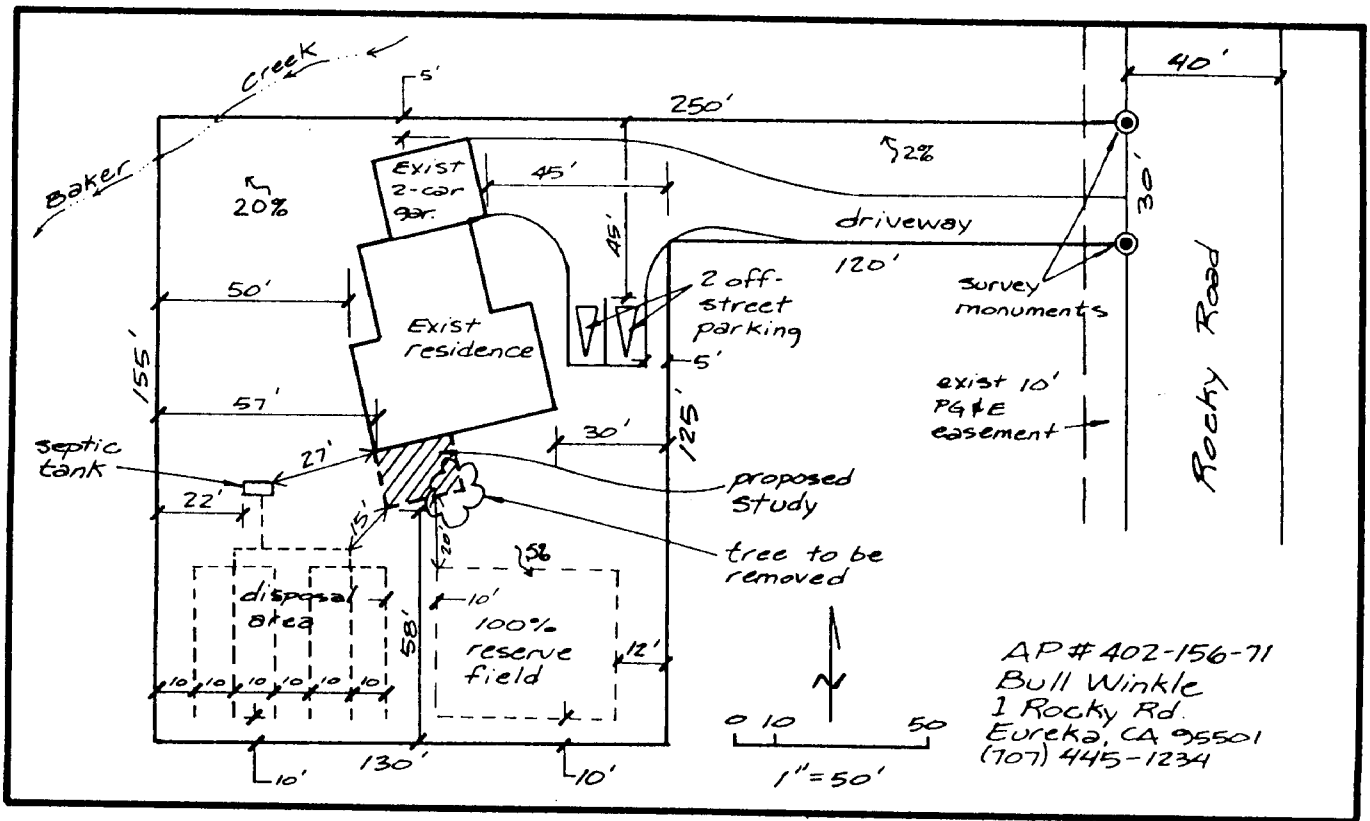 Baker
Creek
5'
250'
40'
Exist
2-car
gar.
45'
2%
30'
20%
45'
driveway
120'
survey
monuments
50'
2 off-
street
parking
Exist
residence
5'
155'
57'
exist 10'
PG&E
easement
Rocky Road
30'
125'
septic
tank
27'
22'
proposed
study
15'
20'
tree to be
removed
5%
disposal
area
10'
58'
100%
reserve
field
12'
10 10 10 10 10 10
N
AP# 402-156-71
Bull Winkle
1 Rocky Rd.
Eureka, CA 95501
(707) 445-1234
0 10 50
1"=50'
10'
130'
10'